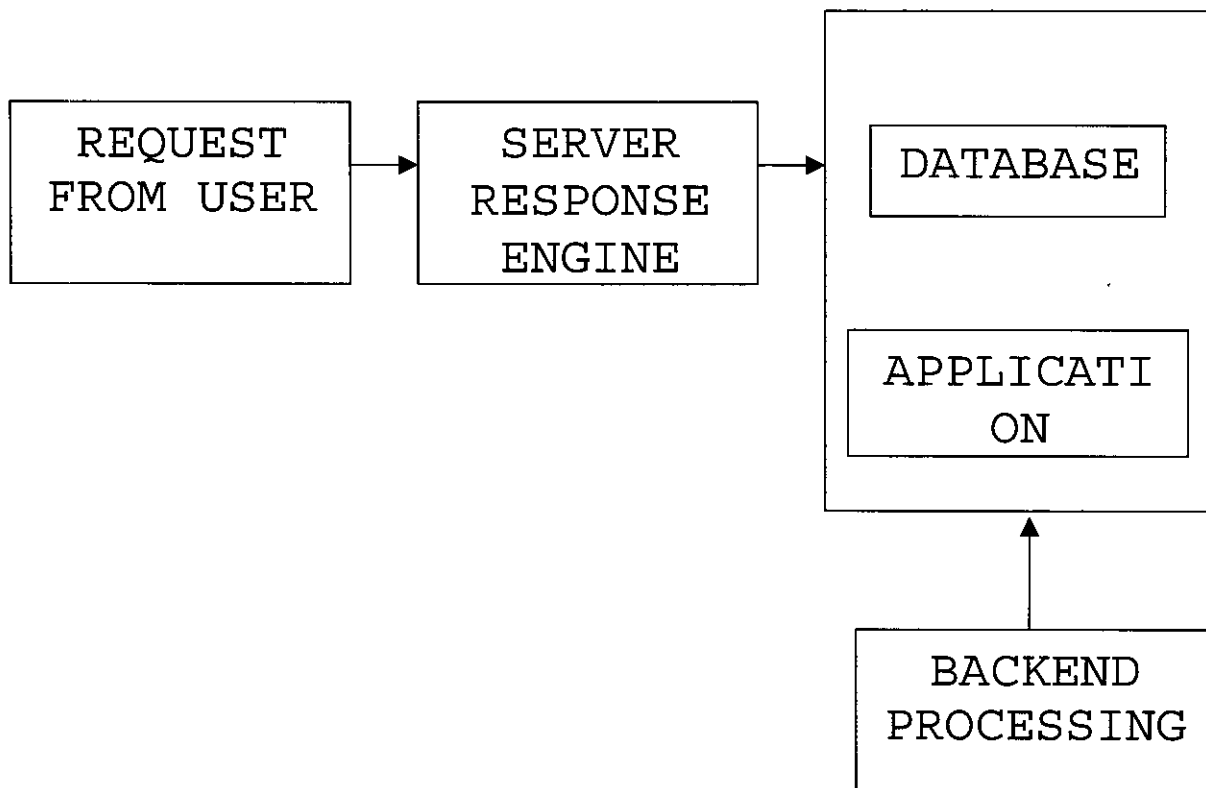 REQUEST
FROM USER
SERVER
RESPONSE
ENGINE
DATABASE
APPLICATI
ON
BACKEND
PROCESSING